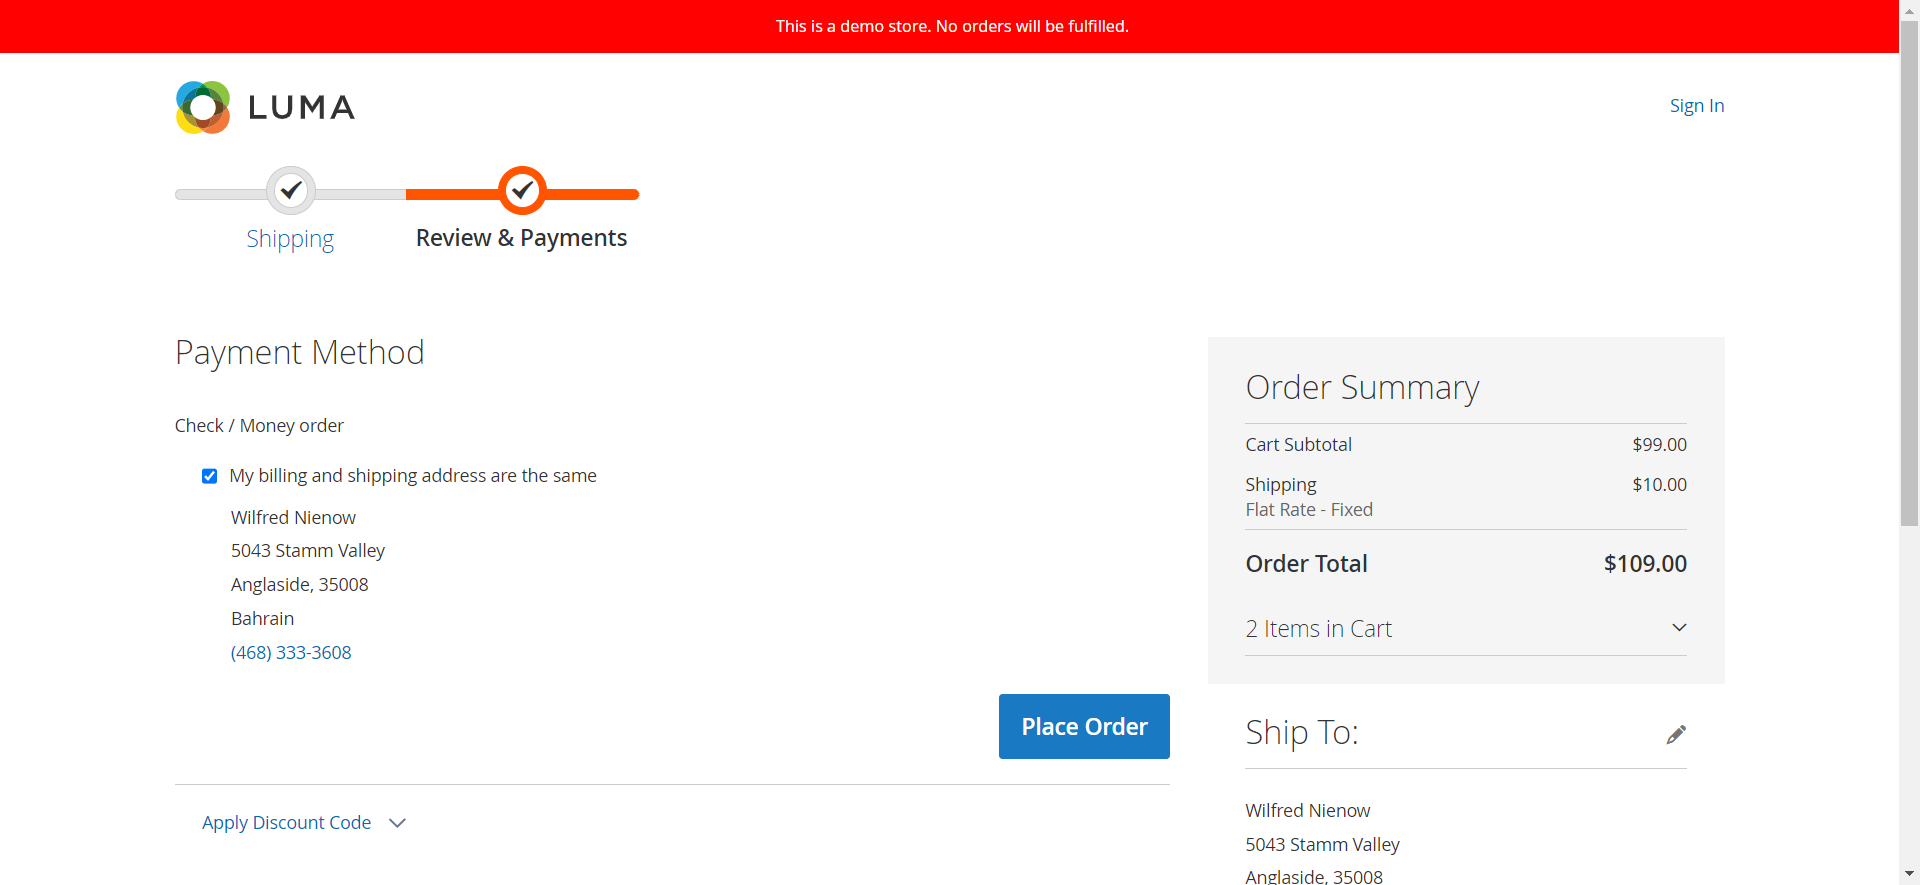 This is a demo store. No orders will be fulfilled.
LUMA
Sign In
Shipping
Review & Payments
Payment Method
Check / Money order
My billing and shipping address are the same
Wilfred Nienow
5043 Stamm Valley
Anglaside, 35008
Bahrain
(468) 333-3608
Place Order
Apply Discount Code
Order Summary
Cart Subtotal $99.00
Shipping $10.00
Flat Rate - Fixed
Order Total $109.00
2 Items in Cart
Ship To:
Wilfred Nienow
5043 Stamm Valley
Anglaside, 35008